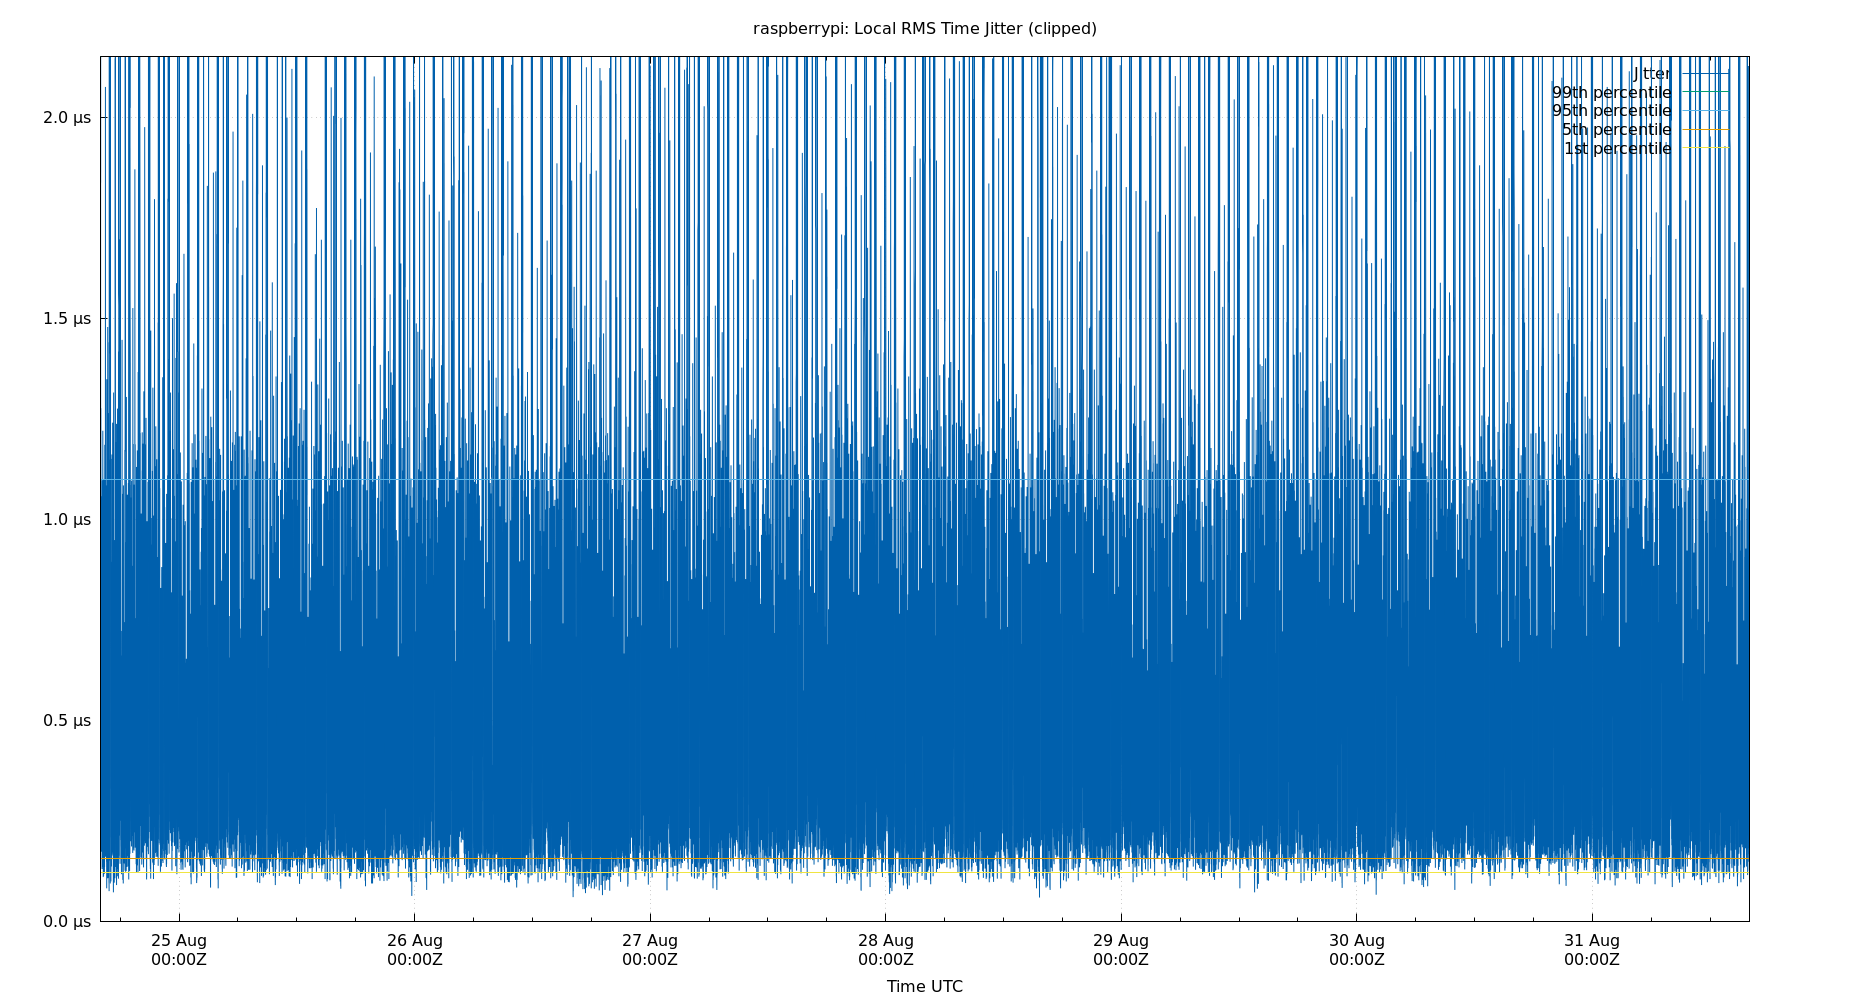 raspberrypi: Local RMS Time Jitter (clipped)
Jitter
99th percentile
95th percentile
5th percentile
1st percentile
2.0 µs
1.5 µs
1.0 µs
0.5 µs
0.0 µs
25 Aug 26 Aug 27 Aug 28 Aug 29 Aug 30 Aug 31 Aug
00:00Z 00:00Z 00:00Z 00:00Z 00:00Z 00:00Z 00:00Z
Time UTC